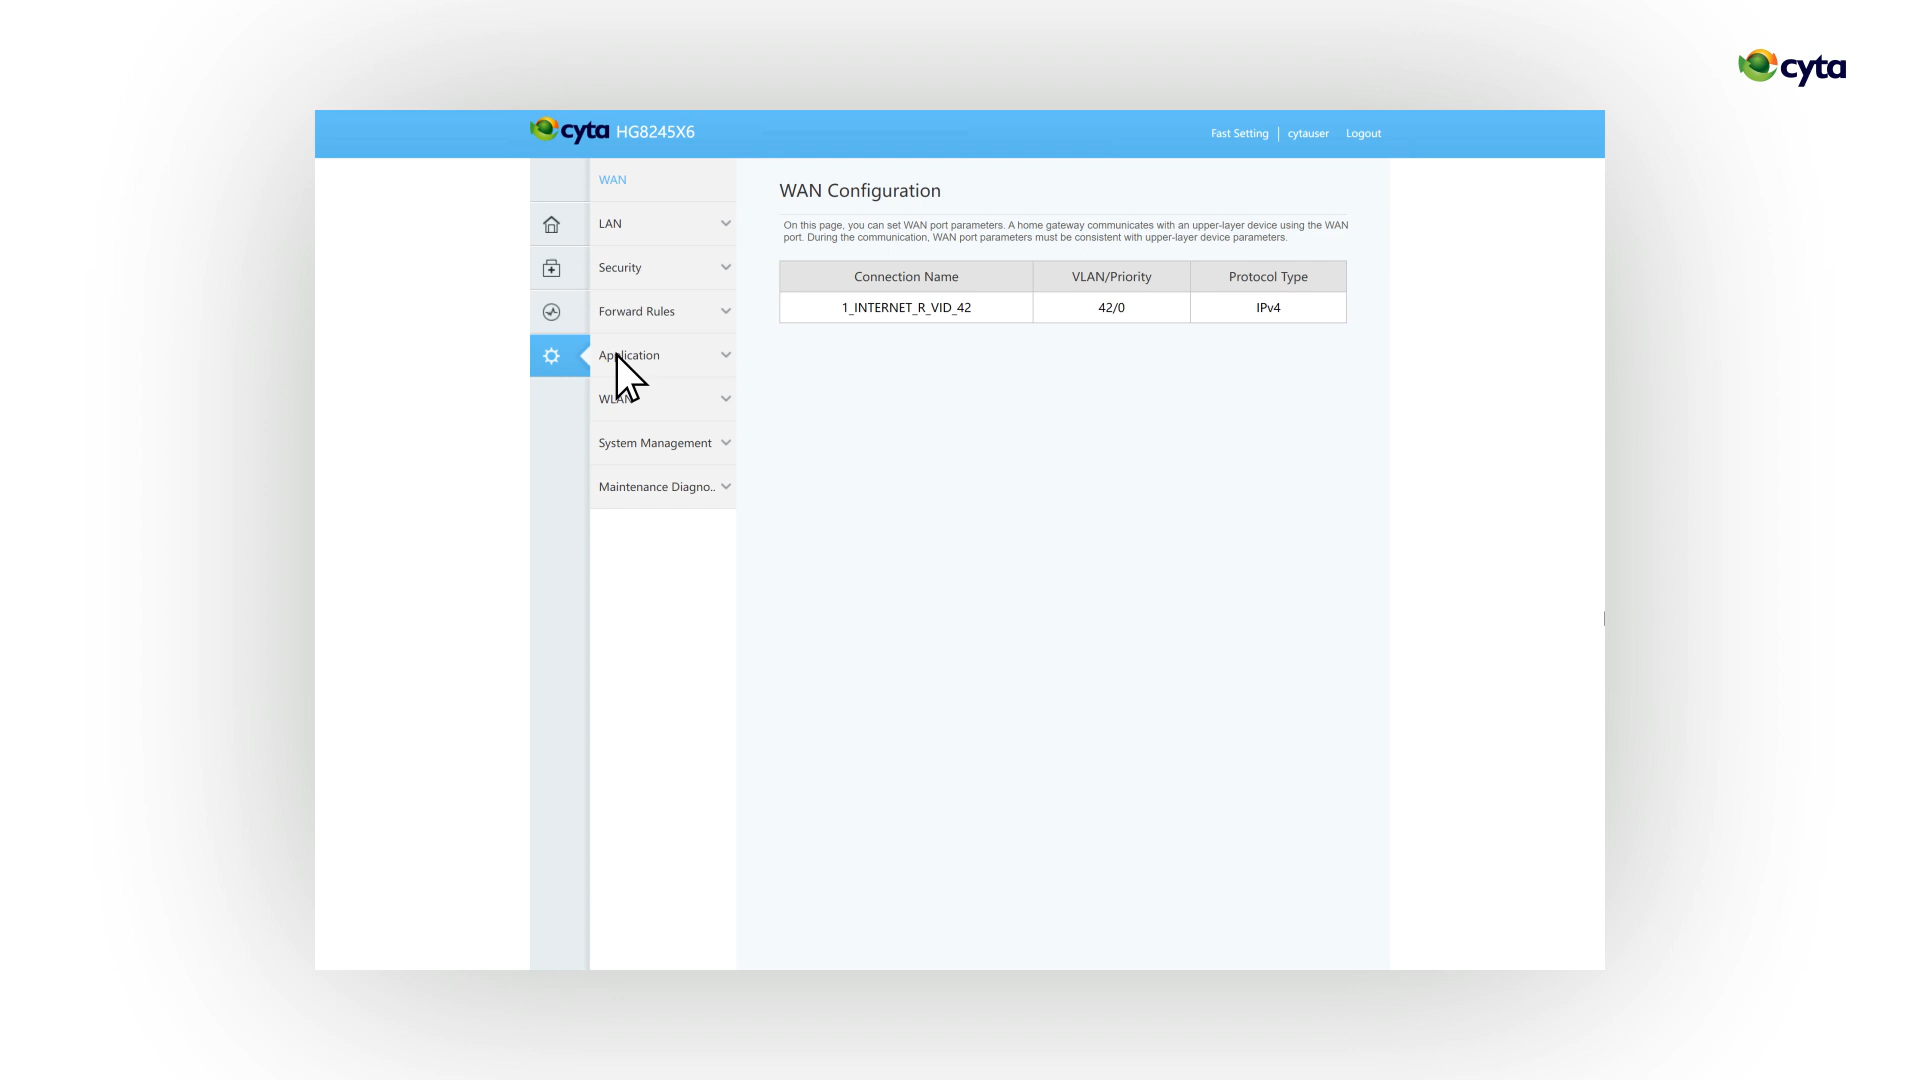 cyta
cyta HG8245X6
Fast Setting | cytauser Logout
WAN
LAN
Security
Forward Rules
Application
WLAN
System Management
Maintenance Diagno..
WAN Configuration
On this page, you can set WAN port parameters. A home gateway communicates with an upper-layer device using the WAN
port. During the communication, WAN port parameters must be consistent with upper-layer device parameters.
Connection Name VLAN/Priority Protocol Type
1_INTERNET_R_VID_42 42/0 IPv4